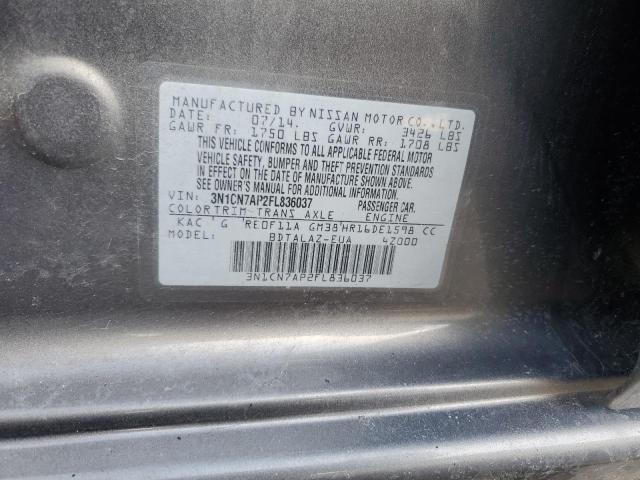 MANUFACTURED BY NISSAN MOTOR CO., LTD.
DATE: 07/14. GVWR: 3426 LBS
GAWR FR: 1750 LBS GAWR RR: 1708 LBS
THIS VEHICLE CONFORMS TO ALL APPLICABLE FEDERAL MOTOR
VEHICLE SAFETY, BUMPER AND THEFT PREVENTION STANDARDS
IN EFFECT ON THE DATE OF MANUFACTURE SHOWN ABOVE.
SEE OWNER'S MANUAL FOR ADDITIONAL INFORMATION.
VIN: 3N1CN7AP2FL836037 PASSENGER CAR.
COLOR TRIM TRANS AXLE ENGINE
KAC G RE0F11A GM38 HR16DE1598 CC
MODEL BDTALAZ-EUA 4Z000
3N1CN7AP2FL836037